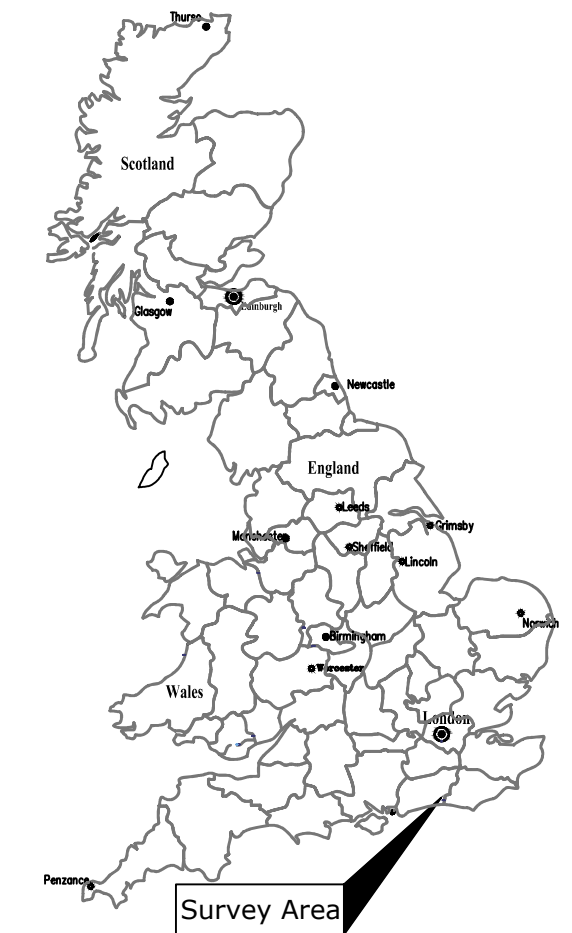 Thurso
Scotland
Glasgow
Edinburgh
Newcastle
England
Leeds
Grimsby
Manchester
Sheffield
Lincoln
Norwich
Birmingham
Worcester
Wales
London
Penzance
Survey Area